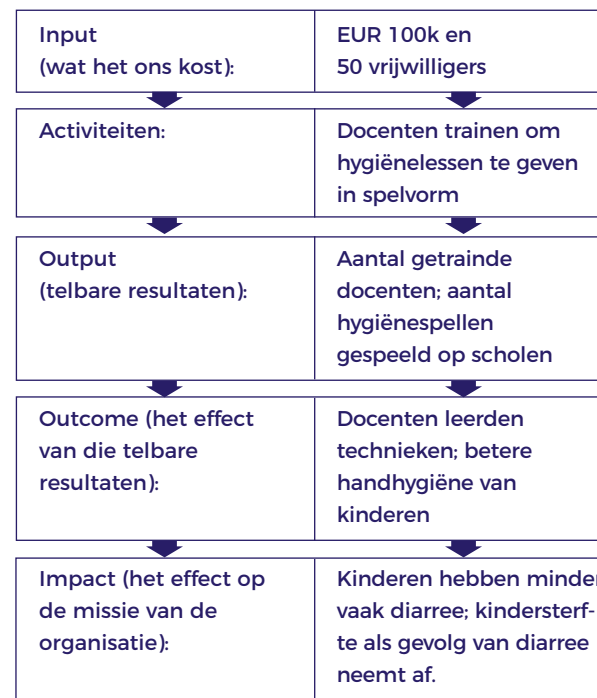 Input
(wat het ons kost):
EUR 100k en
50 vrijwilligers
Activiteiten:
Docenten trainen om
hygiënelessen te geven
in spelvorm
Output
(telbare resultaten):
Aantal getrainde
docenten; aantal
hygiënespellen
gespeeld op scholen
Outcome (het effect
van die telbare
resultaten):
Docenten leerden
technieken; betere
handhygiëne van
kinderen
Impact (het effect op
de missie van de
organisatie):
Kinderen hebben minder
vaak diarree; kindersterf-
te als gevolg van diarree
neemt af.